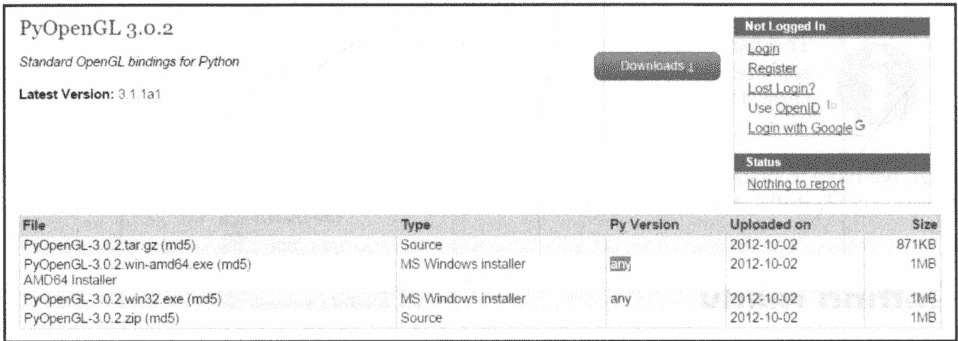 PyOpenGL 3.0.2
Standard OpenGL bindings for Python
Downloads ↓
Latest Version: 3.1.1a1
Not Logged In
Login
Register
Lost Login?
Use OpenID
Login with Google G
Status
Nothing to report
File Type Py Version Uploaded on Size
PyOpenGL-3.0.2.tar.gz (md5) Source 2012-10-02 871KB
PyOpenGL-3.0.2.win-amd64.exe (md5) MS Windows installer any 2012-10-02 1MB
AMD64 Installer
PyOpenGL-3.0.2.win32.exe (md5) MS Windows installer any 2012-10-02 1MB
PyOpenGL-3.0.2.zip (md5) Source 2012-10-02 1MB